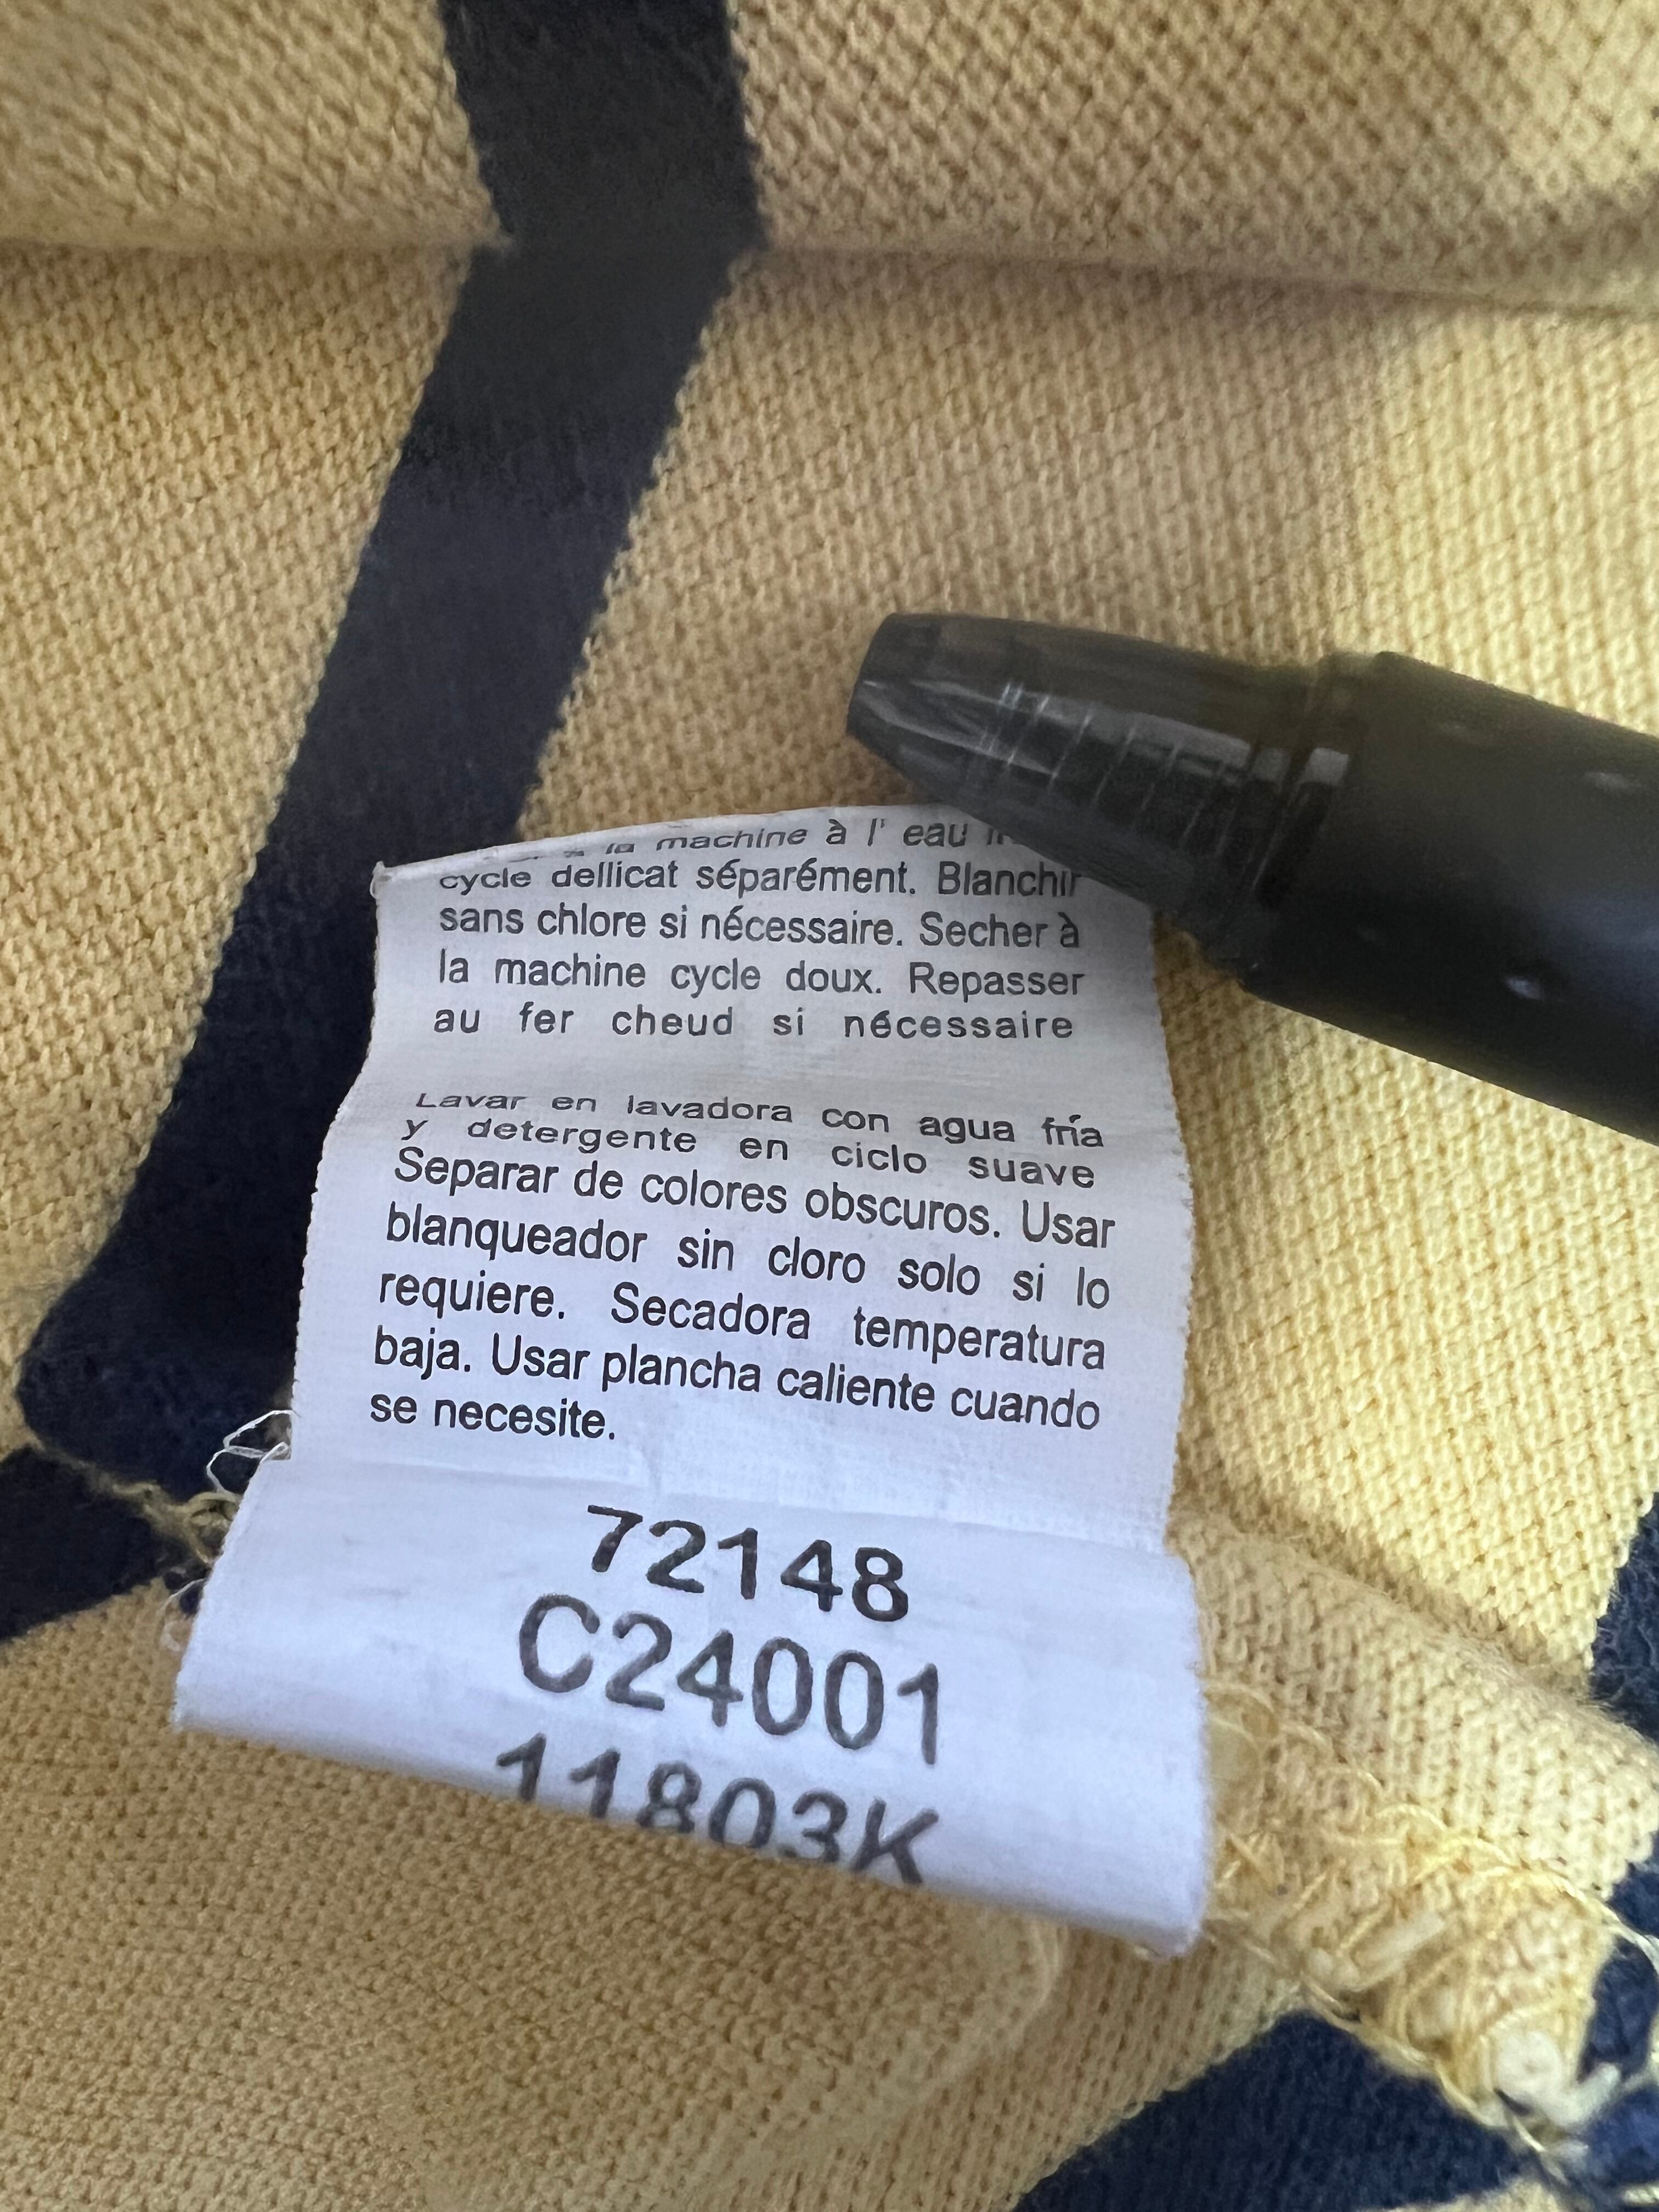 la machine à l' eau
cycle dellicat séparément. Blanchir
sans chlore si nécessaire. Secher à
la machine cycle doux. Repasser
au fer cheud si nécessaire
Lavar en lavadora con agua fría
y detergente en ciclo suave
Separar de colores obscuros. Usar
blanqueador sin cloro solo si lo
requiere. Secadora temperatura
baja. Usar plancha caliente cuando
se necesite.
72148
C24001
11803K